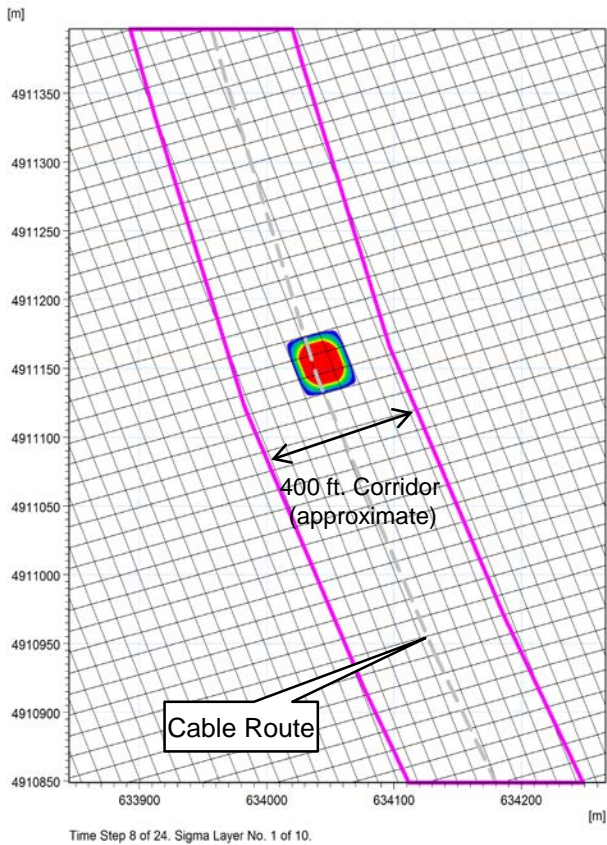 [m]
4911350
4911300
4911250
4911200
4911150
4911100
4911050
4911000
4910950
4910900
4910850
400 ft. Corridor
(approximate)
Cable Route
633900 634000 634100 634200
[m]
Time Step 8 of 24. Sigma Layer No. 1 of 10.